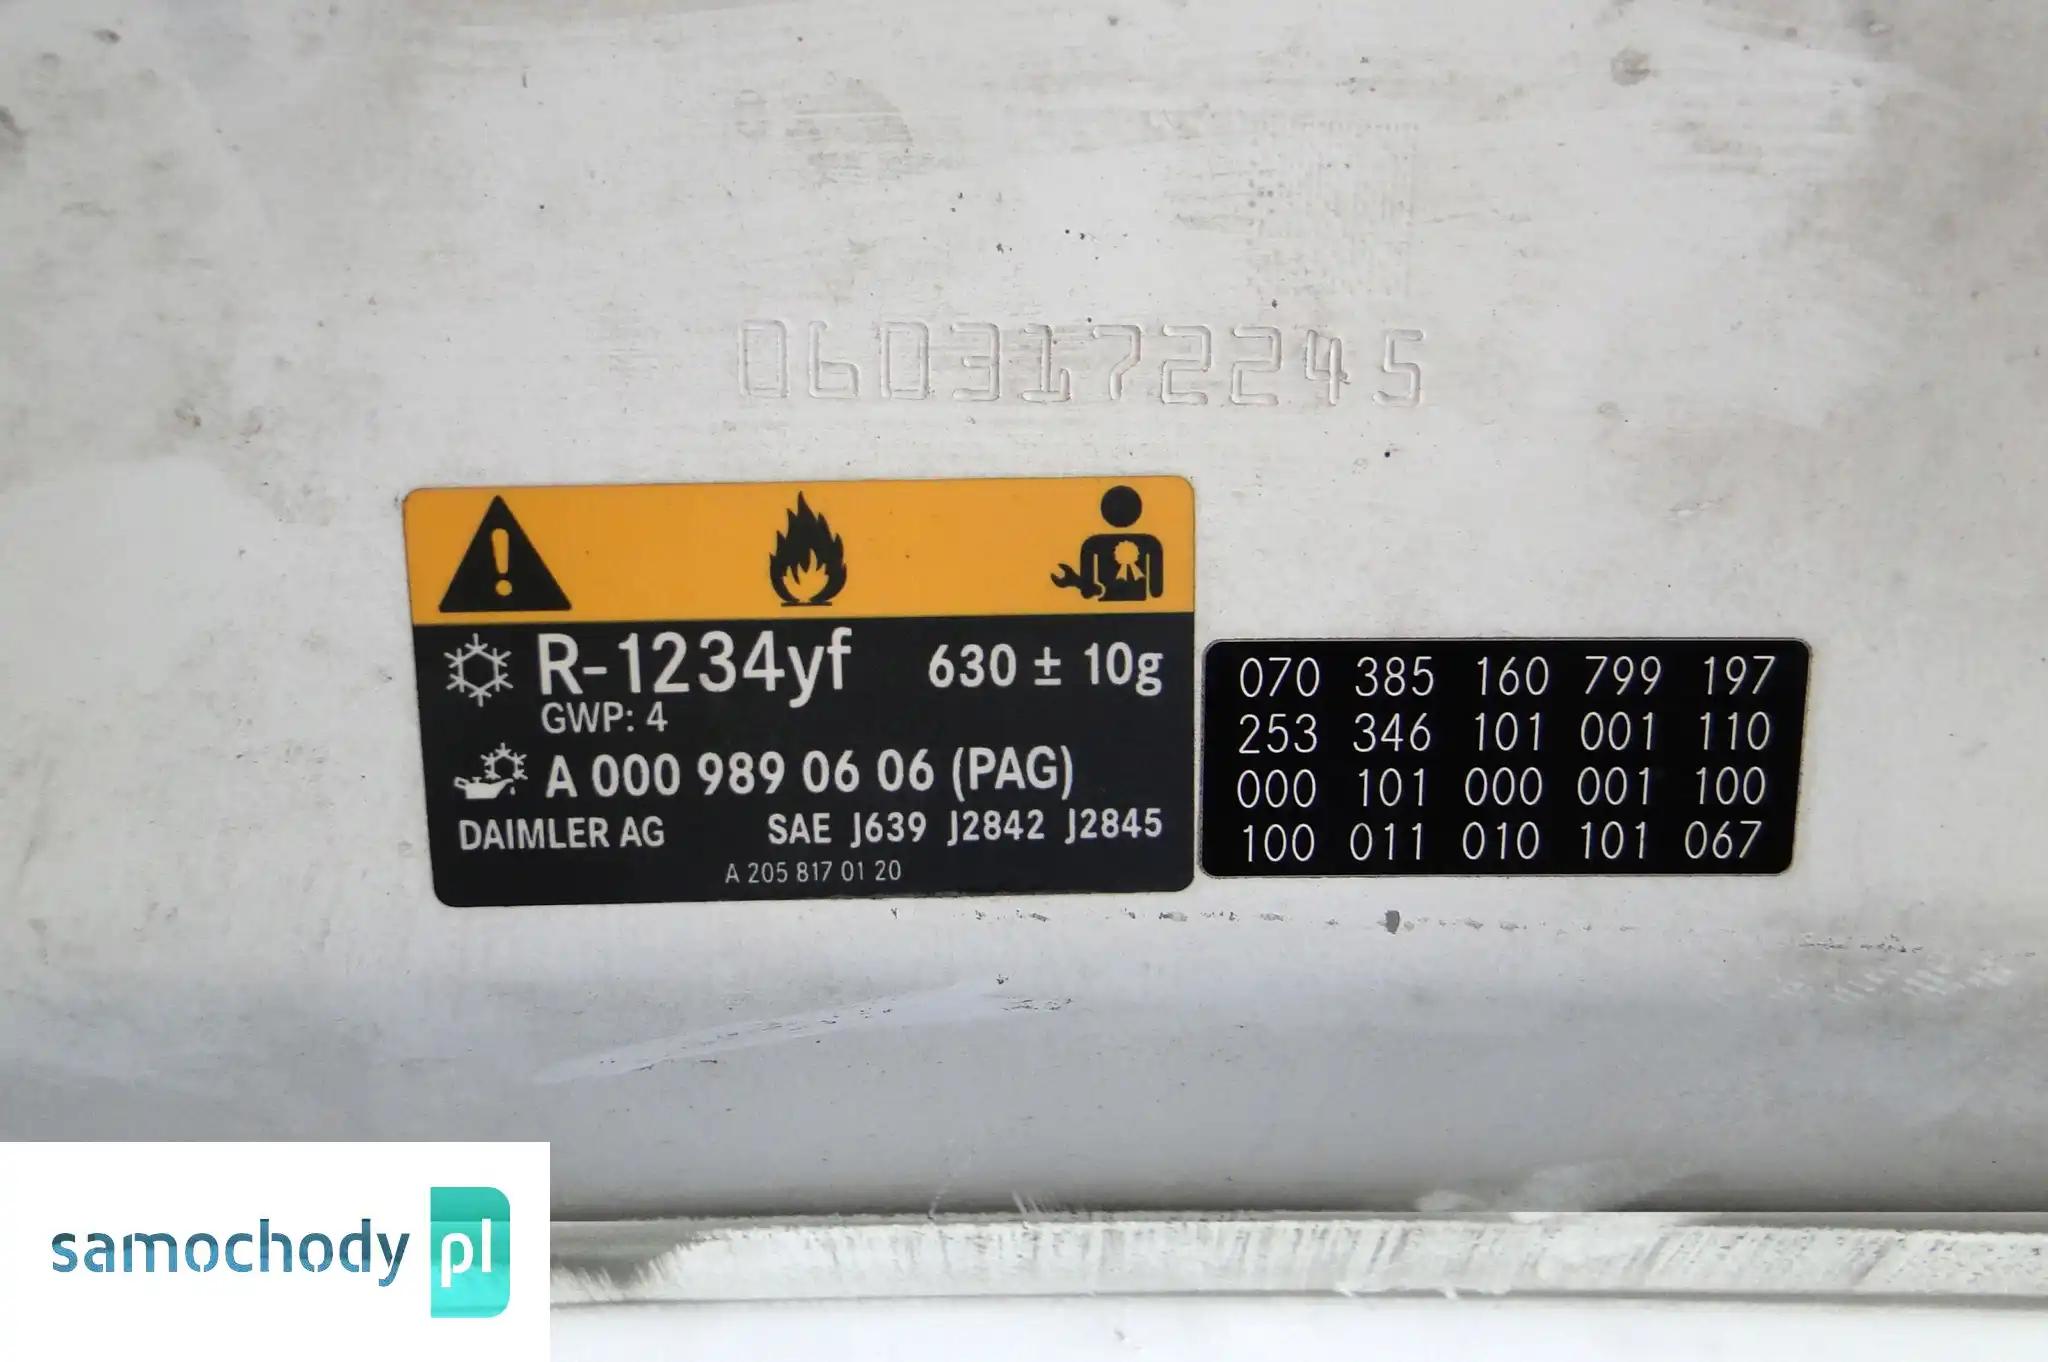 0603172245
R-1234yf 630 ± 10g
GWP: 4
A 000 989 06 06 (PAG)
DAIMLER AG SAE J639 J2842 J2845
A 205 817 01 20
070 385 160 799 197
253 346 101 001 110
000 101 000 001 100
100 011 010 101 067
samochody pl